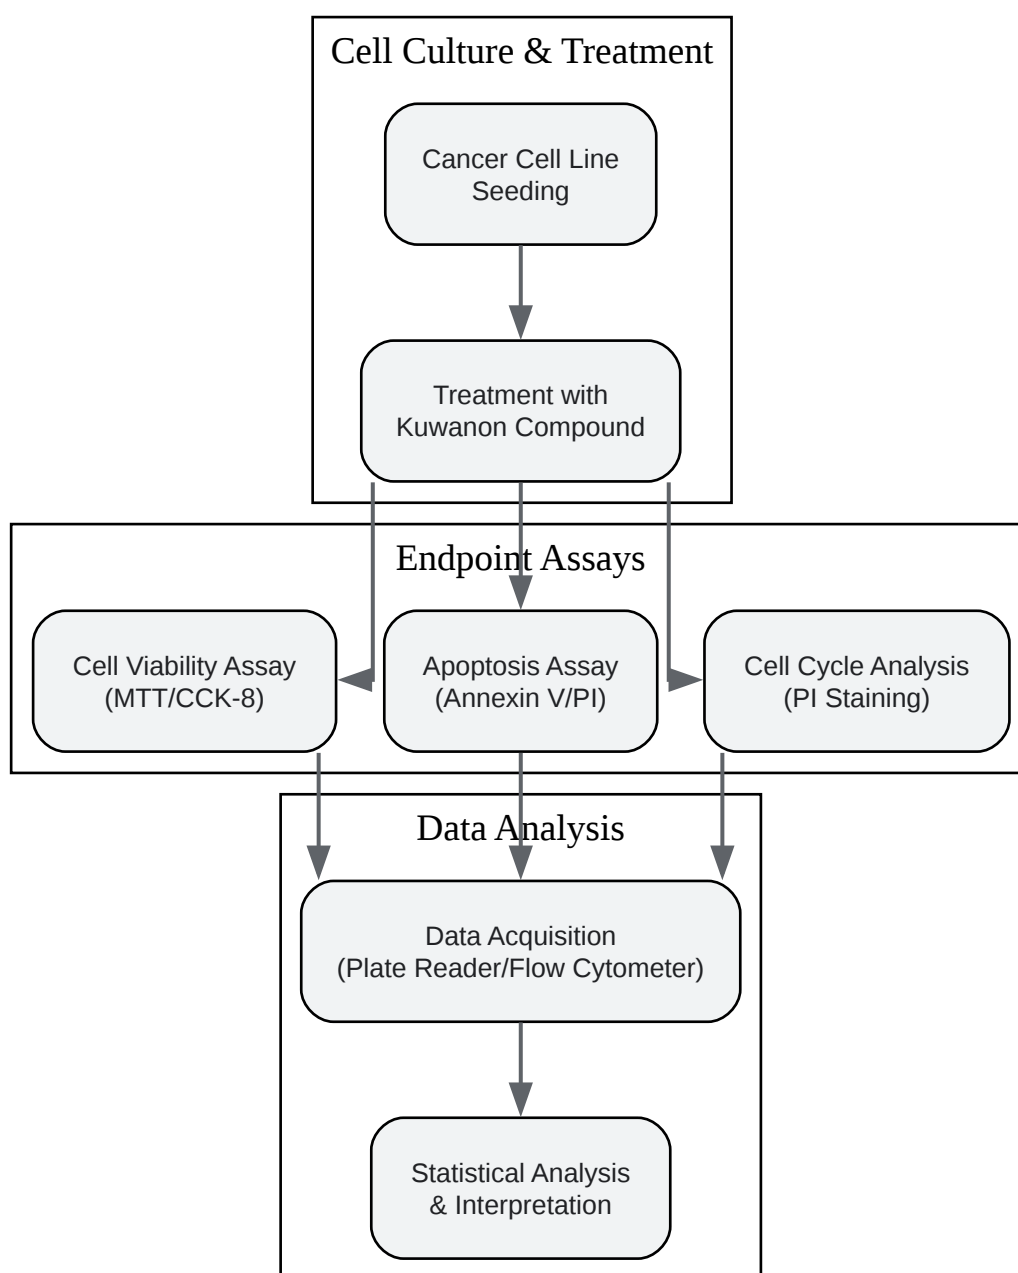 Cell Culture & Treatment
Cancer Cell Line
Seeding
Treatment with
Kuwanon Compound
Endpoint Assays
Cell Viability Assay
(MTT/CCK-8)
Apoptosis Assay
(Annexin V/PI)
Cell Cycle Analysis
(PI Staining)
Data Analysis
Data Acquisition
(Plate Reader/Flow Cytometer)
Statistical Analysis
& Interpretation